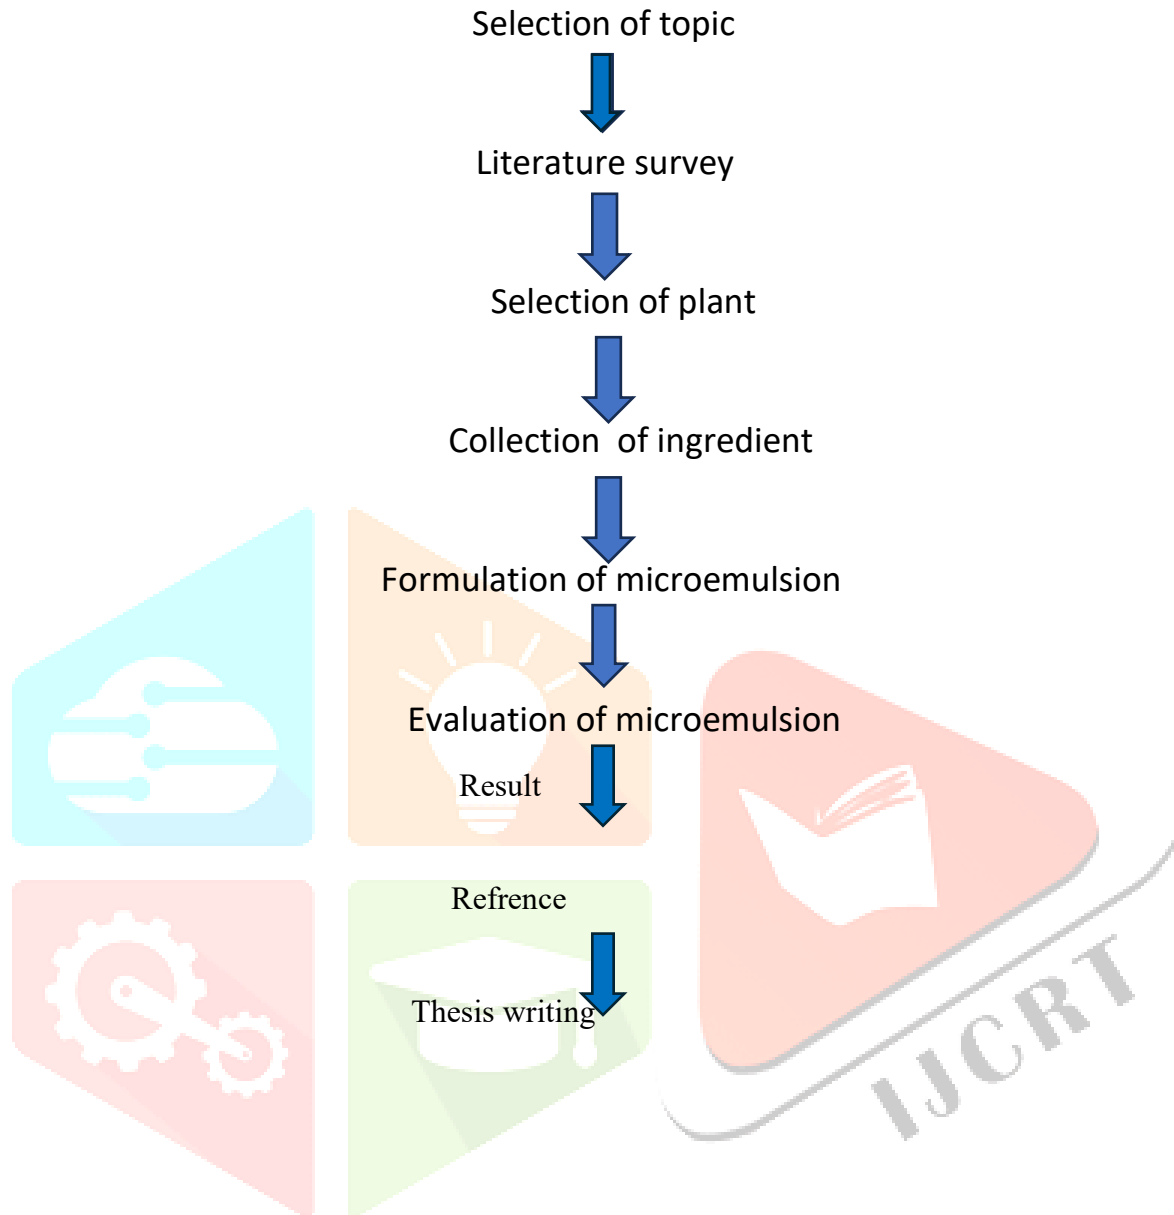 Selection of topic
Literature survey
Selection of plant
Collection  of ingredient
Formulation of microemulsion
Evaluation of microemulsion
Result
Refrence
Thesis writing
IJCRT